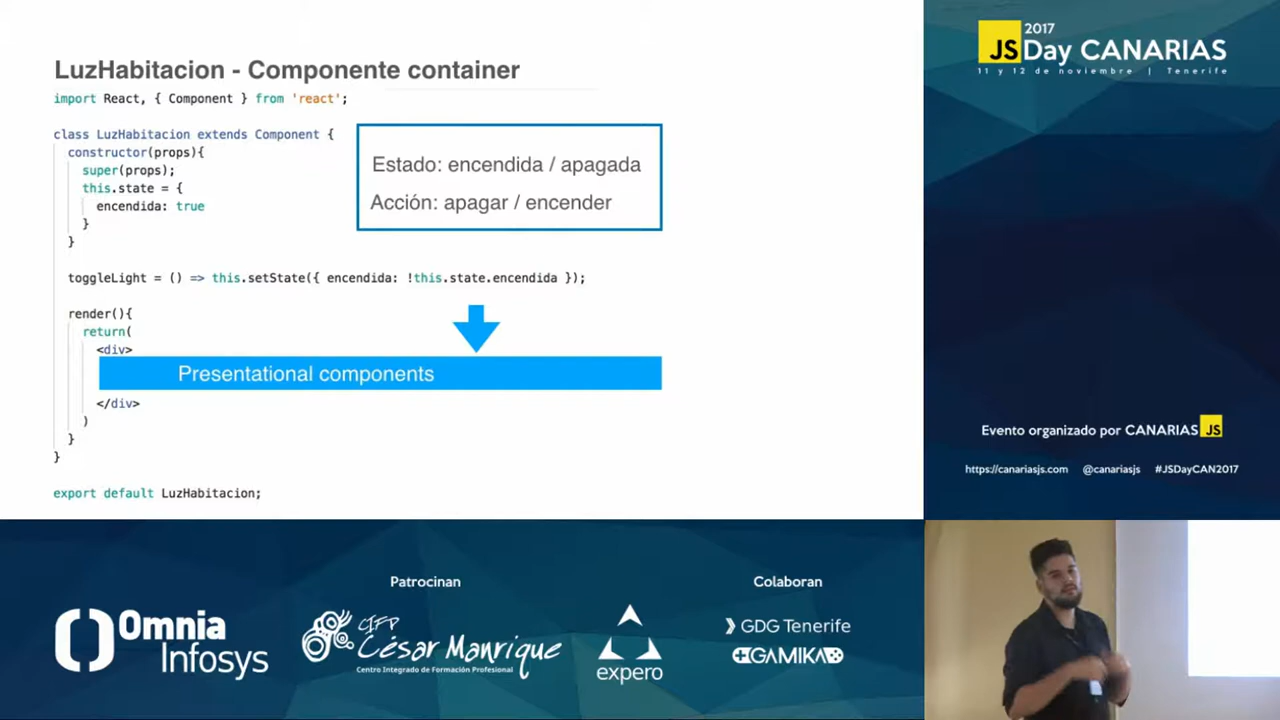 LuzHabitacion - Componente container
import React, { Component } from 'react';
class LuzHabitacion extends Component {
constructor(props){
super(props);
this.state = {
encendida: true
}
}
Estado: encendida / apagada
Acción: apagar / encender
toggleLight = () => this.setState({ encendida: !this.state.encendida });
render(){
return(
<div>
Presentational components
</div>
)
}
}
export default LuzHabitacion;
2017
JSDay CANARIAS
11 y 12 de noviembre | Tenerife
Evento organizado por CANARIAS JS
https://canariasjs.com @canariasjs #JSDayCAN2017
Patrocinan
Omnia Infosys
CIFP
César Manrique
Centro Integrado de Formación Profesional
expero
Colaboran
GDG Tenerife
GAMIKA